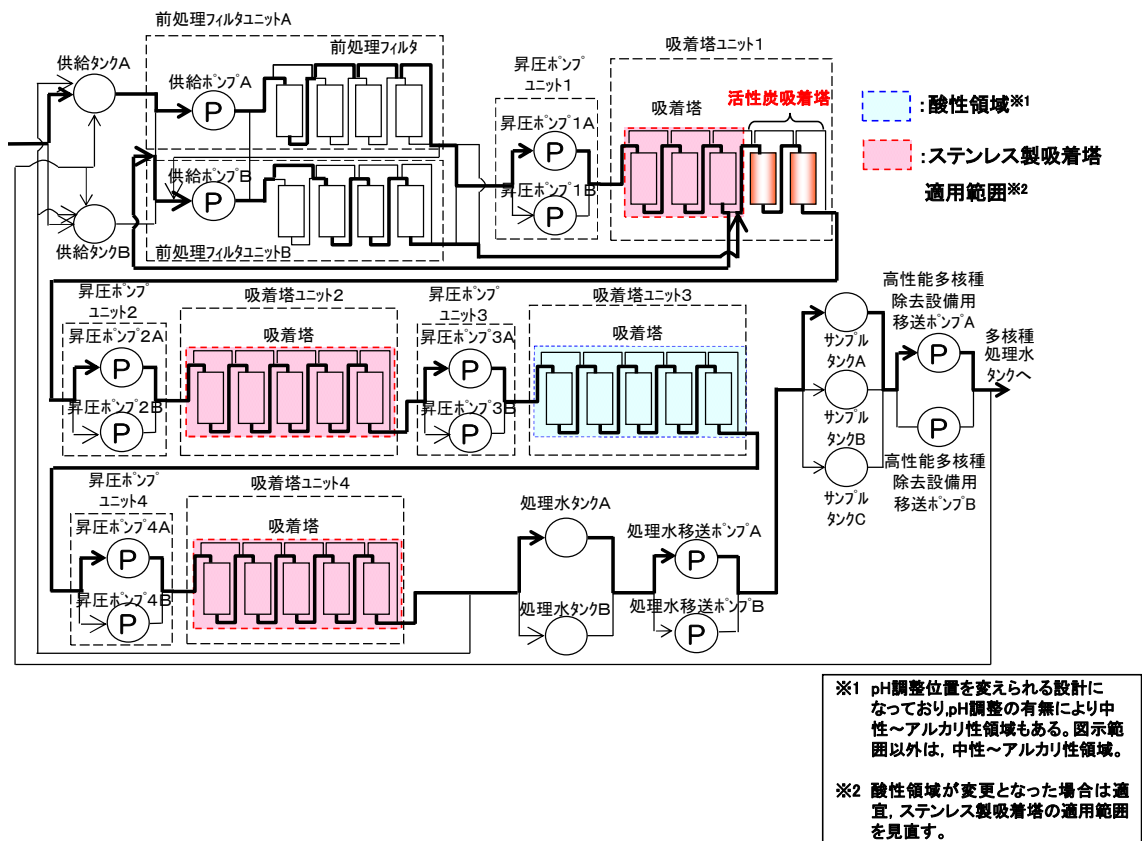 前処理フィルタユニットA
前処理フィルタ
供給タンクA
供給ポンプA
P
昇圧ポンプ
ユニット1
昇圧ポンプ1A
P
昇圧ポンプ1B
P
吸着塔ユニット1
吸着塔
活性炭吸着塔
:酸性領域※1
:ステンレス製吸着塔
適用範囲※2
供給ポンプB
P
供給タンクB
前処理フィルタユニットB
昇圧ポンプ
ユニット2
昇圧ポンプ2A
P
昇圧ポンプ2B
P
吸着塔ユニット2
吸着塔
昇圧ポンプ
ユニット3
昇圧ポンプ3A
P
昇圧ポンプ3B
P
吸着塔ユニット3
吸着塔
サンプル
タンクA
サンプル
タンクB
サンプル
タンクC
高性能多核種
除去設備用
移送ポンプA
P
P
高性能多核種
除去設備用
移送ポンプB
多核種
処理水
タンクへ
昇圧ポンプ
ユニット4
昇圧ポンプ4A
P
昇圧ポンプ4B
P
吸着塔ユニット4
吸着塔
処理水タンクA
処理水タンクB
処理水移送ポンプA
P
処理水移送ポンプB
P
※1 pH調整位置を変えられる設計に
なっており,pH調整の有無により中
性~アルカリ性領域もある。図示範
囲以外は,中性~アルカリ性領域。
※2 酸性領域が変更となった場合は適
宜,ステンレス製吸着塔の適用範囲
を見直す。